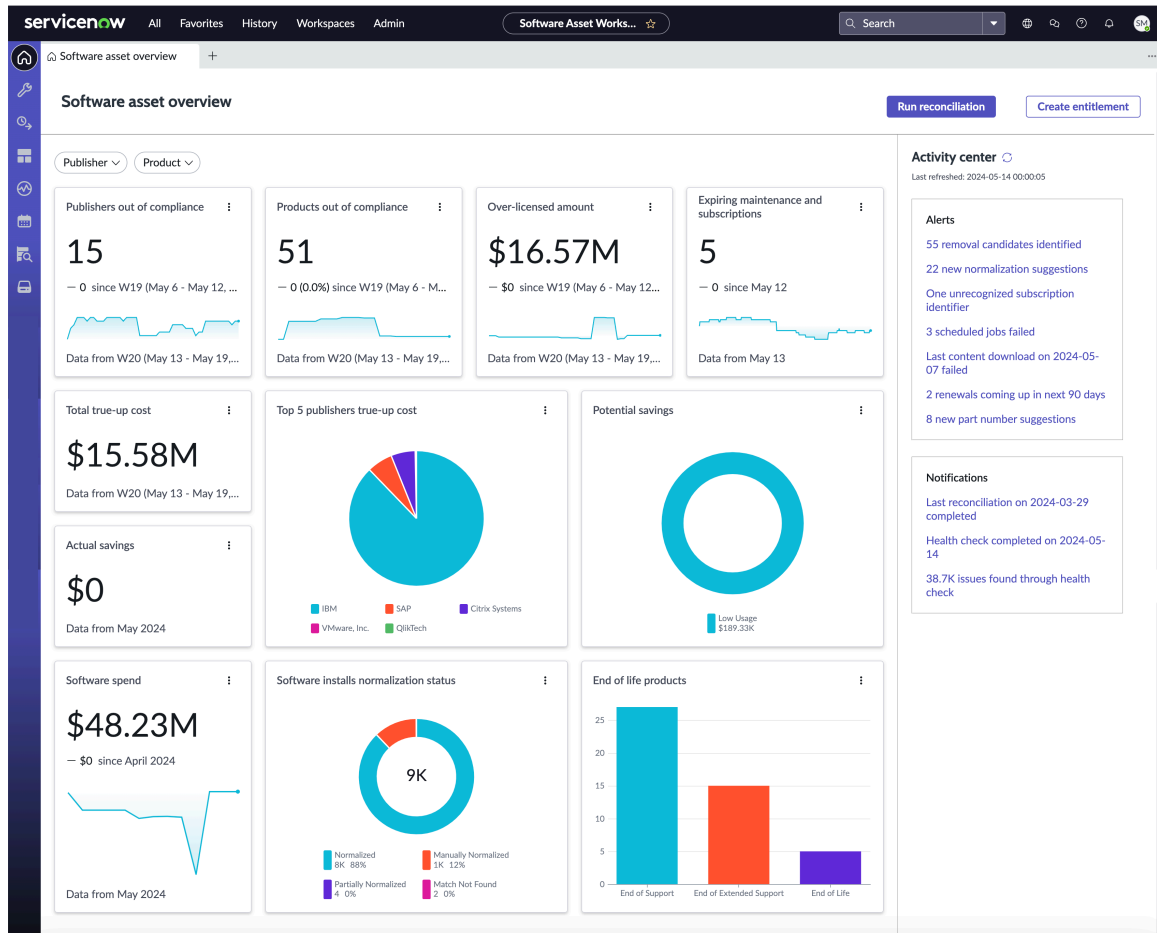 servicenow
All
Favorites
History
Workspaces
Admin
Software Asset Works...
Search
SM
Software asset overview
Software asset overview
Run reconciliation
Create entitlement
Publisher
Product
Publishers out of compliance
15
— 0 since W19 (May 6 - May 12, ...
Data from W20 (May 13 - May 19,...
Products out of compliance
51
— 0 (0.0%) since W19 (May 6 - M...
Data from W20 (May 13 - May 19,...
Over-licensed amount
$16.57M
— $0 since W19 (May 6 - May 12...
Data from W20 (May 13 - May 19,...
Expiring maintenance and
subscriptions
5
— 0 since May 12
Data from May 13
Total true-up cost
$15.58M
Data from W20 (May 13 - May 19,...
Actual savings
$0
Data from May 2024
Top 5 publishers true-up cost
IBM
SAP
Citrix Systems
VMware, Inc.
QlikTech
Potential savings
Low Usage
$189.33K
Software spend
$48.23M
— $0 since April 2024
Data from May 2024
Software installs normalization status
9K
Normalized
8K 88%
Manually Normalized
1K 12%
Partially Normalized
4 0%
Match Not Found
2 0%
End of life products
25
20
15
10
5
0
End of Support
End of Extended Support
End of Life
Activity center
Last refreshed: 2024-05-14 00:00:05
Alerts
55 removal candidates identified
22 new normalization suggestions
One unrecognized subscription
identifier
3 scheduled jobs failed
Last content download on 2024-05-
07 failed
2 renewals coming up in next 90 days
8 new part number suggestions
Notifications
Last reconciliation on 2024-03-29
completed
Health check completed on 2024-05-
14
38.7K issues found through health
check